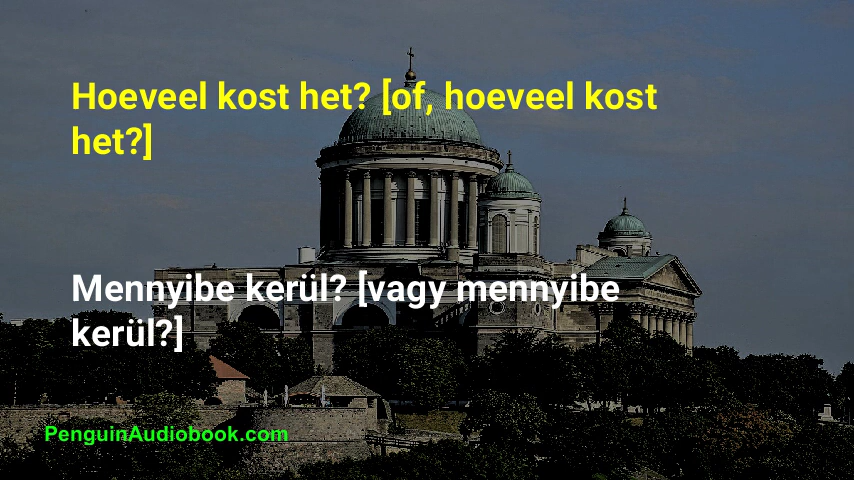 Hoeveel kost het? [of, hoeveel kost
het?]
Mennyibe kerül? [vagy mennyibe
kerül?]
PenguinAudiobook.com